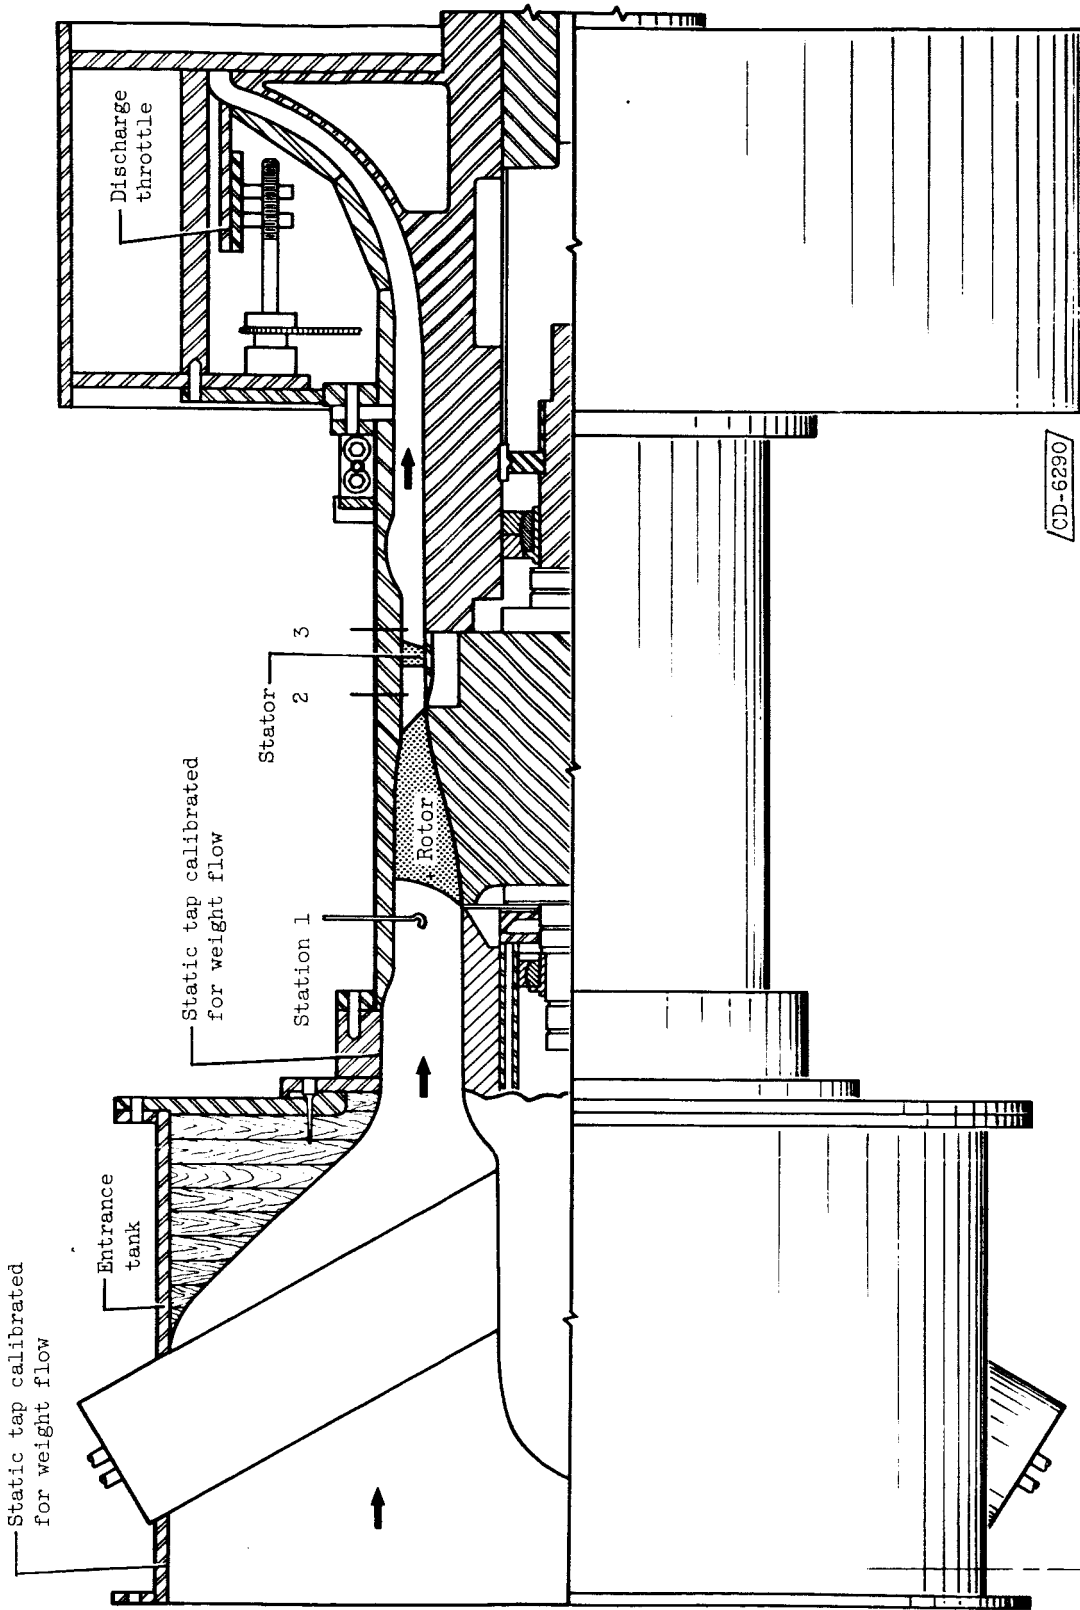 Static tap calibrated
for weight flow
Entrance
tank
Static tap calibrated
for weight flow
Station 1
Rotor
Stator
2
3
Discharge
throttle
CD-6290